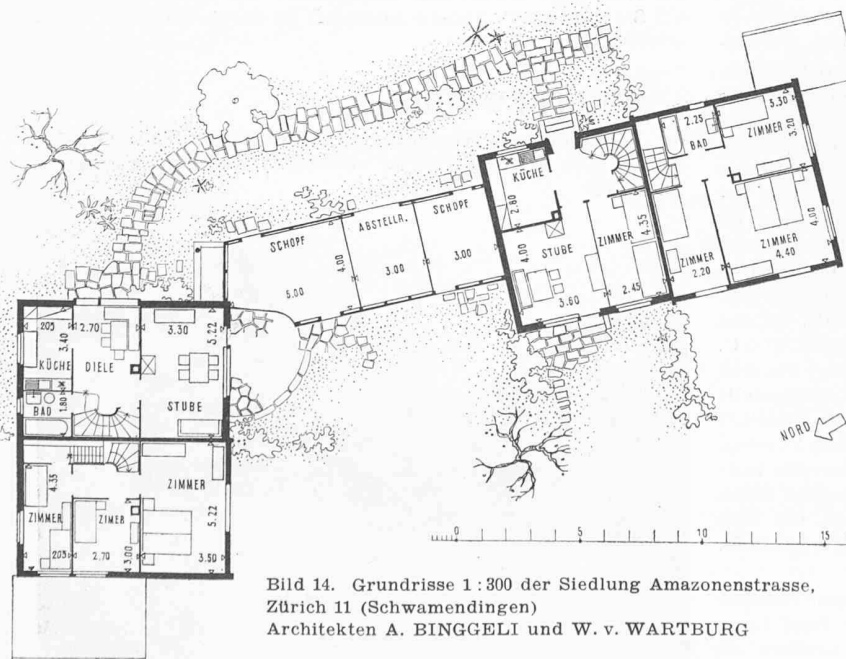 KÜCHE
2.80
STUBE
4.00
3.60
ZIMMER
4.35
2.45
2.25
BAD
3.30
ZIMMER
3.20
ZIMMER
2.20
ZIMMER
4.40
4.00
SCHOPF
5.00
4.00
ABSTELLR.
3.00
SCHOPF
3.00
205
2.70
3.30
3.40
5.22
KÜCHE
DIELE
STUBE
BAD
1.80
ZIMMER
4.35
203
ZIMER
2.70
3.00
ZIMMER
5.22
3.50
NORD
0 5 10 15
Bild 14. Grundrisse 1 : 300 der Siedlung Amazonenstrasse,
Zürich 11 (Schwamendingen)
Architekten A. BINGGELI und W. v. WARTBURG